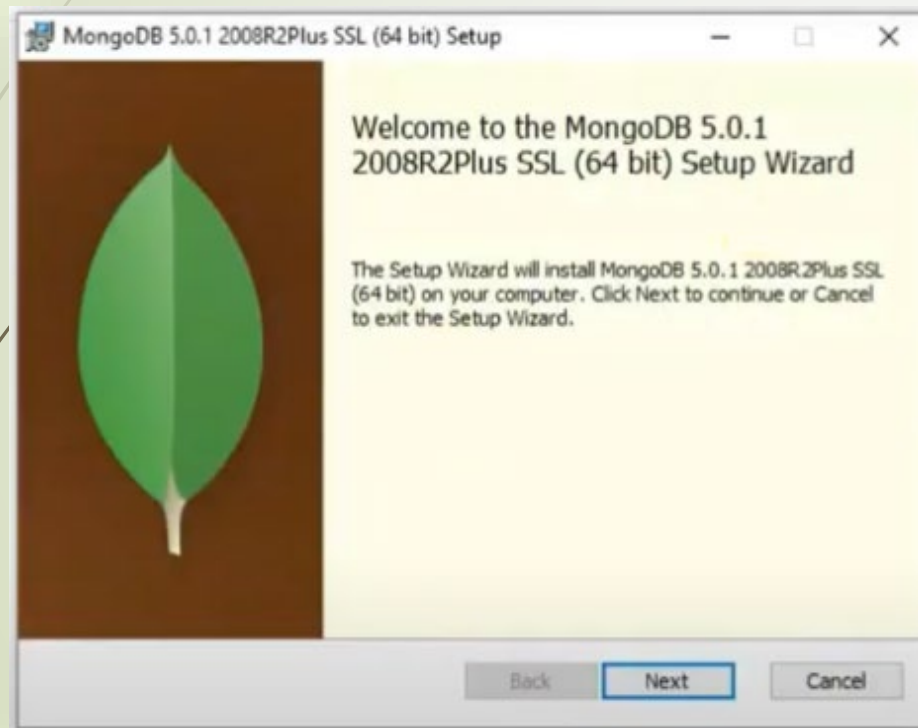 MongoDB 5.0.1 2008R2Plus SSL (64 bit) Setup
Welcome to the MongoDB 5.0.1
2008R2Plus SSL (64 bit) Setup Wizard
The Setup Wizard will install MongoDB 5.0.1 2008R2Plus SSL
(64 bit) on your computer. Click Next to continue or Cancel
to exit the Setup Wizard.
Back Next Cancel